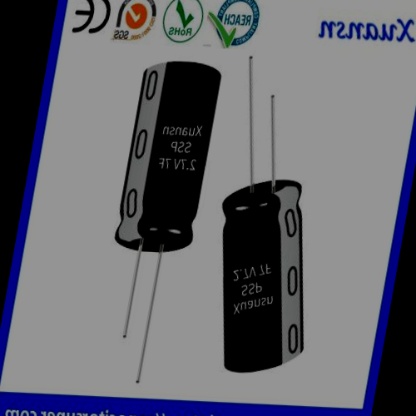 Xuansn
CE
SGS
RoHS
REACH
Xuansn
SSP
2.7V 7F
2.7V 7F
SSP
Xuansn